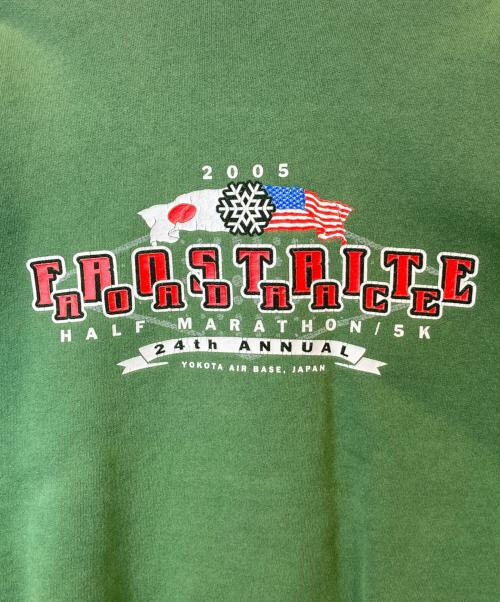 2005
FROSTBITE
ROAD RACE
HALF MARATHON/5K
24th ANNUAL
YOKOTA AIR BASE, JAPAN